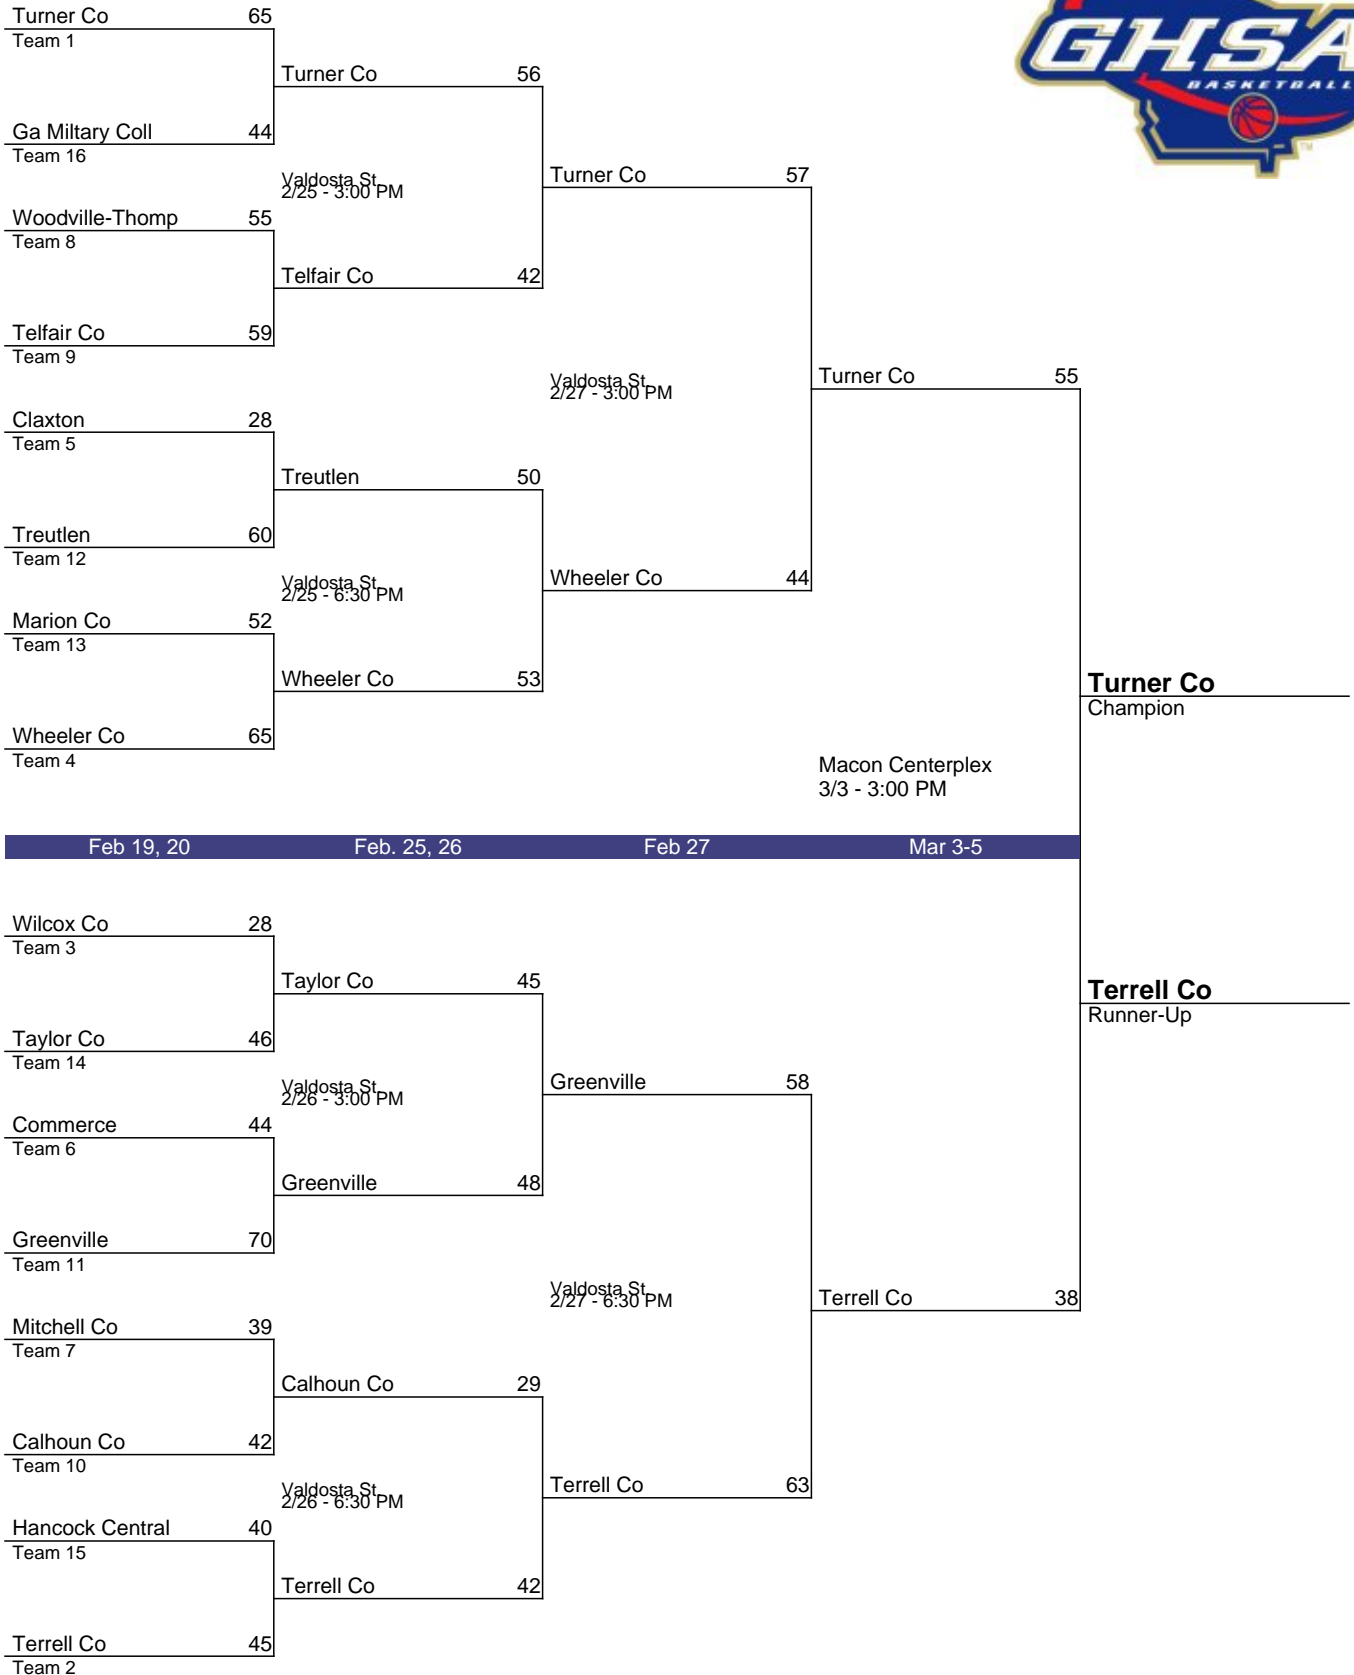 GHSA
BASKETBALL
TM
Turner Co 65
Team 1
Turner Co 56
Ga Miltary Coll 44
Team 16
Valdosta St.
2/25 - 3:00 PM
Turner Co 57
Woodville-Thomp 55
Team 8
Telfair Co 42
Telfair Co 59
Team 9
Valdosta St.
2/27 - 3:00 PM
Turner Co 55
Claxton 28
Team 5
Treutlen 50
Treutlen 60
Team 12
Valdosta St.
2/25 - 6:30 PM
Wheeler Co 44
Marion Co 52
Team 13
Wheeler Co 53
Turner Co
Champion
Wheeler Co 65
Team 4
Macon Centerplex
3/3 - 3:00 PM
Feb 19, 20 Feb. 25, 26 Feb 27 Mar 3-5
Wilcox Co 28
Team 3
Taylor Co 45
Terrell Co
Runner-Up
Taylor Co 46
Team 14
Valdosta St.
2/26 - 3:00 PM
Greenville 58
Commerce 44
Team 6
Greenville 48
Greenville 70
Team 11
Valdosta St.
2/27 - 6:30 PM
Terrell Co 38
Mitchell Co 39
Team 7
Calhoun Co 29
Calhoun Co 42
Team 10
Valdosta St.
2/26 - 6:30 PM
Terrell Co 63
Hancock Central 40
Team 15
Terrell Co 42
Terrell Co 45
Team 2